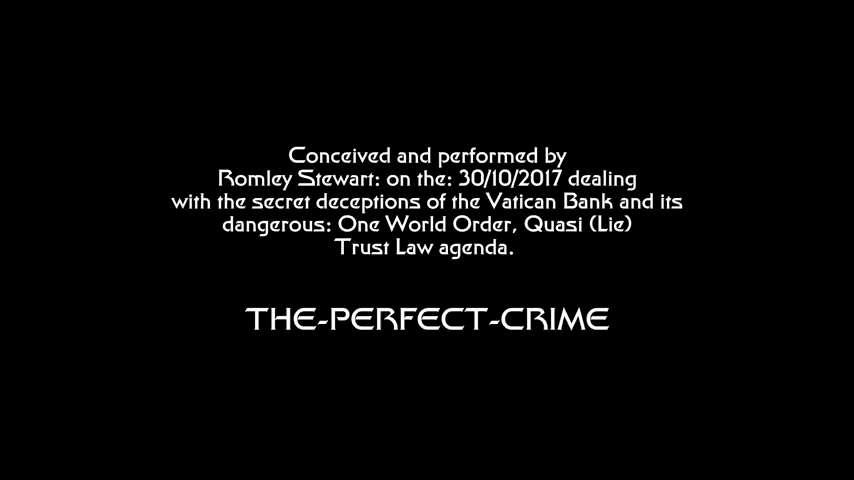 Conceived and performed by
Romley Stewart: on the: 30/10/2017 dealing
with the secret deceptions of the Vatican Bank and its
dangerous: One World Order, Quasi (Lie)
Trust Law agenda.
THE-PERFECT-CRIME